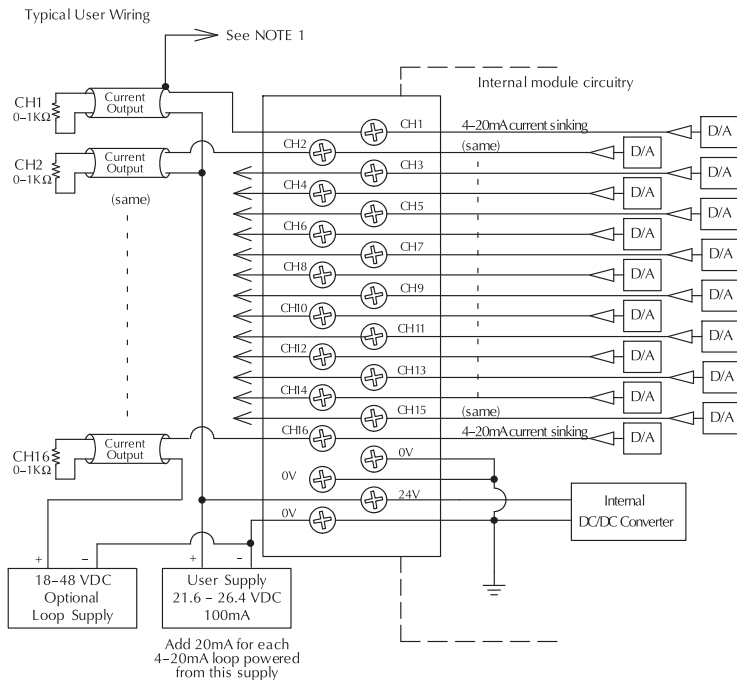 Typical User Wiring
See NOTE 1
Internal module circuitry
CH1
0–1KΩ
Current
Output
CH2
0–1KΩ
Current
Output
(same)
CH16
0–1KΩ
Current
Output
CH1
4–20mA current sinking
D/A
CH2
(same)
D/A
CH3
D/A
CH4
D/A
CH5
D/A
CH6
D/A
CH7
D/A
CH8
D/A
CH9
D/A
CH10
D/A
CH11
D/A
CH12
D/A
CH13
D/A
CH14
D/A
CH15
(same)
D/A
CH16
4–20mA current sinking
D/A
0V
0V
24V
0V
Internal
DC/DC Converter
+ –
18–48 VDC
Optional
Loop Supply
+ –
User Supply
21.6 – 26.4 VDC
100mA
Add 20mA for each
4–20mA loop powered
from this supply